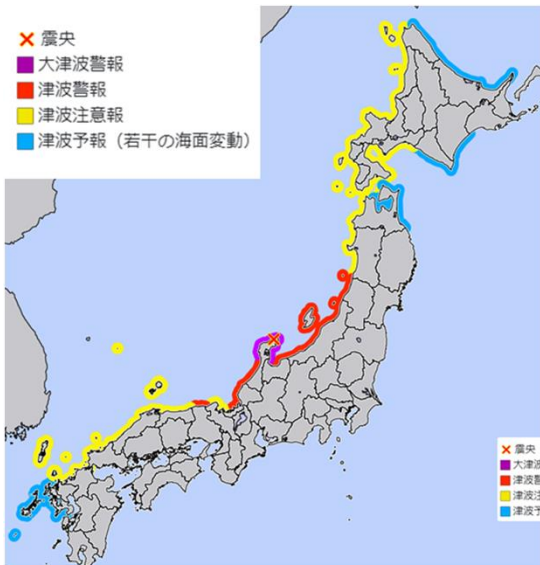 震央
大津波警報
津波警報
津波注意報
津波予報（若干の海面変動）
震央
大津波
津波警
津波注
津波予